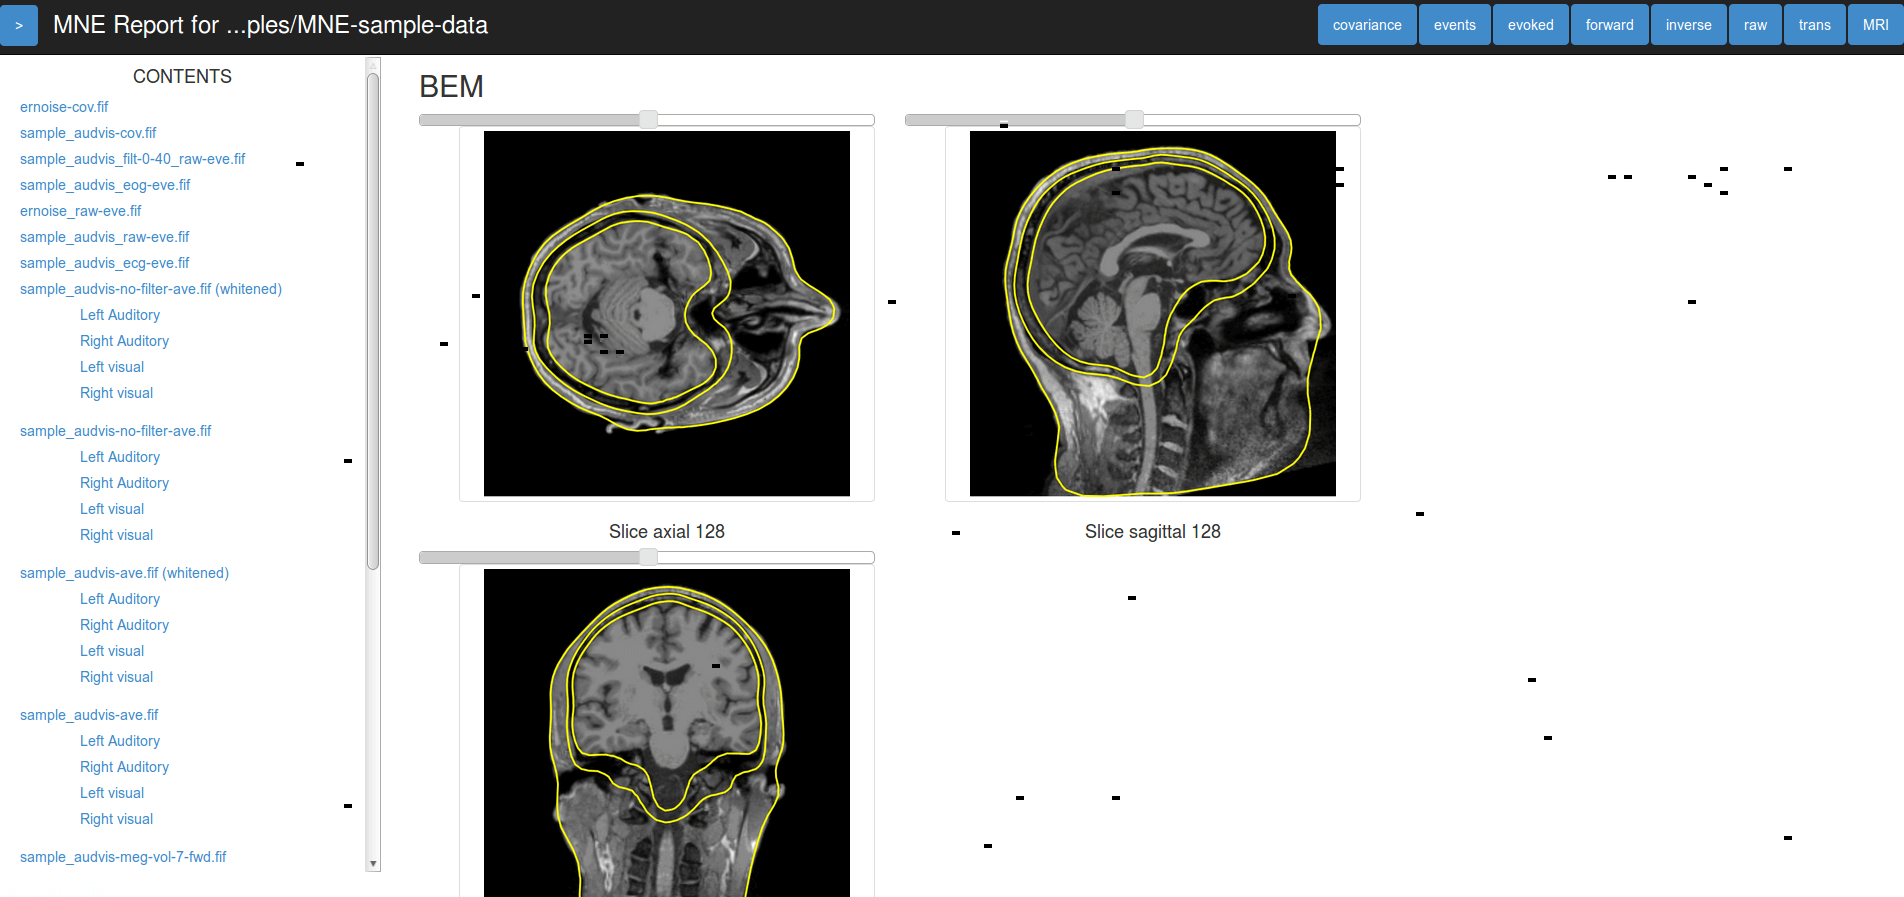 >
MNE Report for ...ples/MNE-sample-data
covariance
events
evoked
forward
inverse
raw
trans
MRI
CONTENTS
ernoise-cov.fif
sample_audvis-cov.fif
sample_audvis_filt-0-40_raw-eve.fif
sample_audvis_eog-eve.fif
ernoise_raw-eve.fif
sample_audvis_raw-eve.fif
sample_audvis_ecg-eve.fif
sample_audvis-no-filter-ave.fif (whitened)
Left Auditory
Right Auditory
Left visual
Right visual
sample_audvis-no-filter-ave.fif
Left Auditory
Right Auditory
Left visual
Right visual
sample_audvis-ave.fif (whitened)
Left Auditory
Right Auditory
Left visual
Right visual
sample_audvis-ave.fif
Left Auditory
Right Auditory
Left visual
Right visual
sample_audvis-meg-vol-7-fwd.fif
BEM
Slice axial 128
Slice sagittal 128